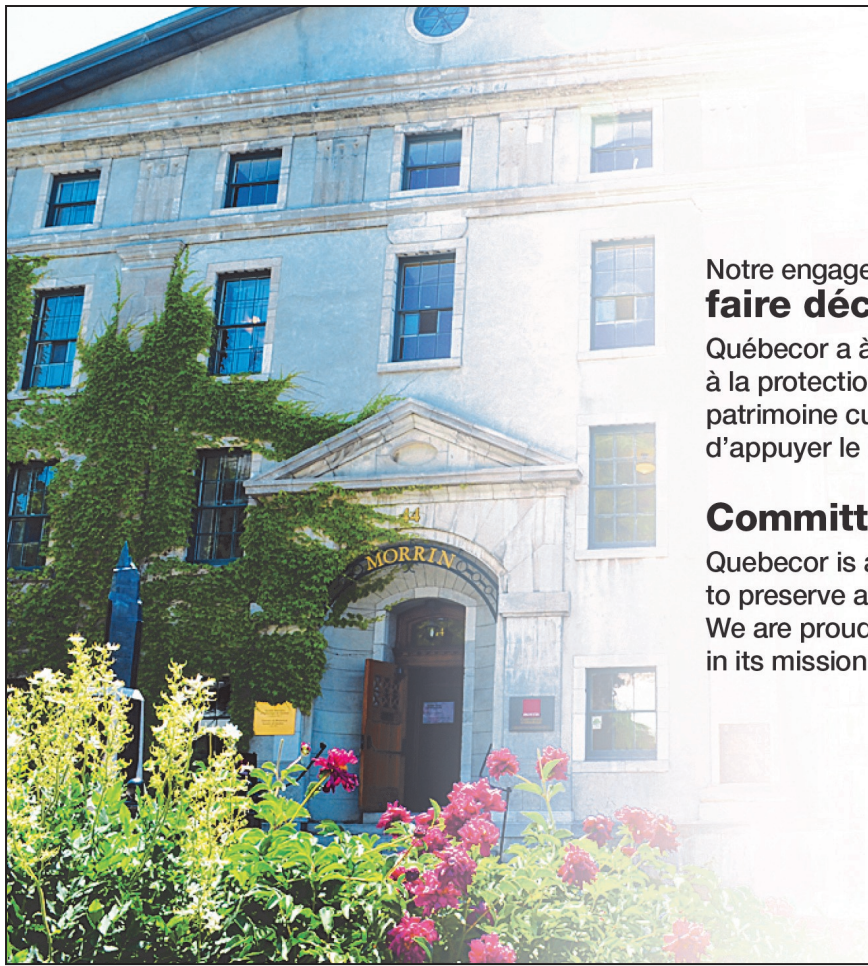 44
MORRIN
Notre engage
faire déc
Québecor a à
à la protectio
patrimoine cu
d'appuyer le
Committ
Quebecor is a
to preserve a
We are proud
in its mission